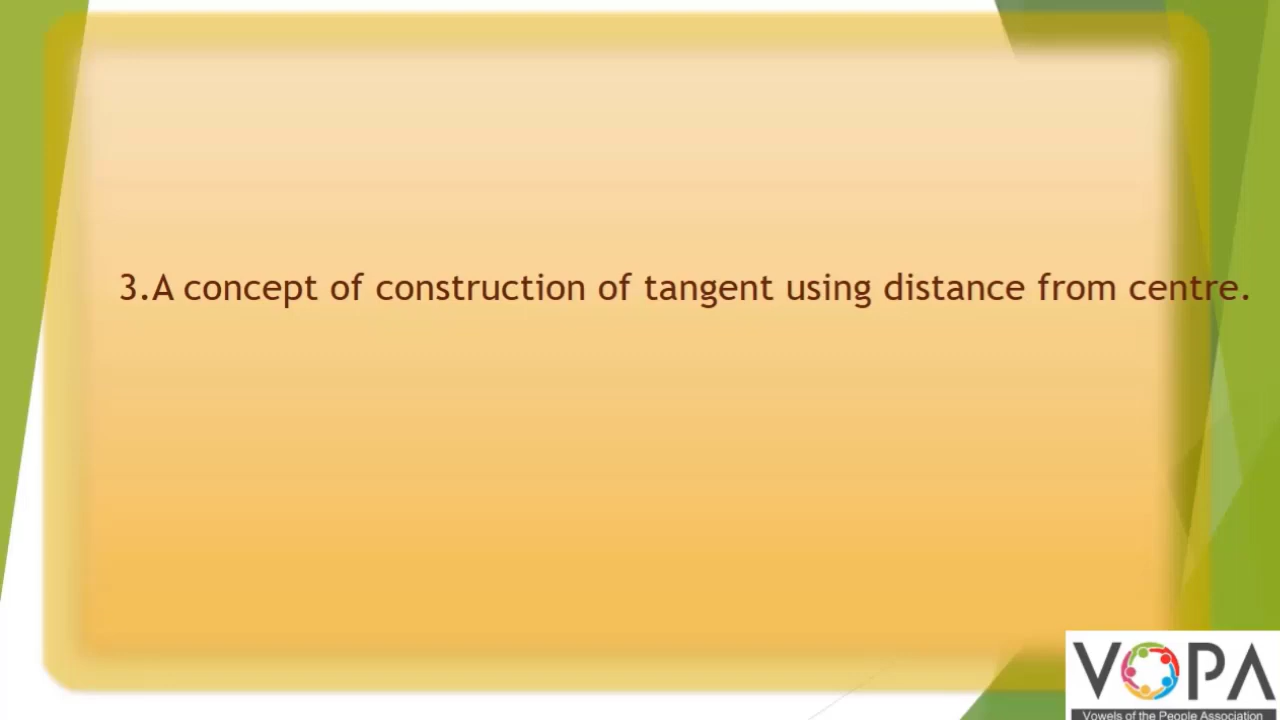 3.A concept of construction of tangent using distance from centre.
VOPA
Vowels of the People Association